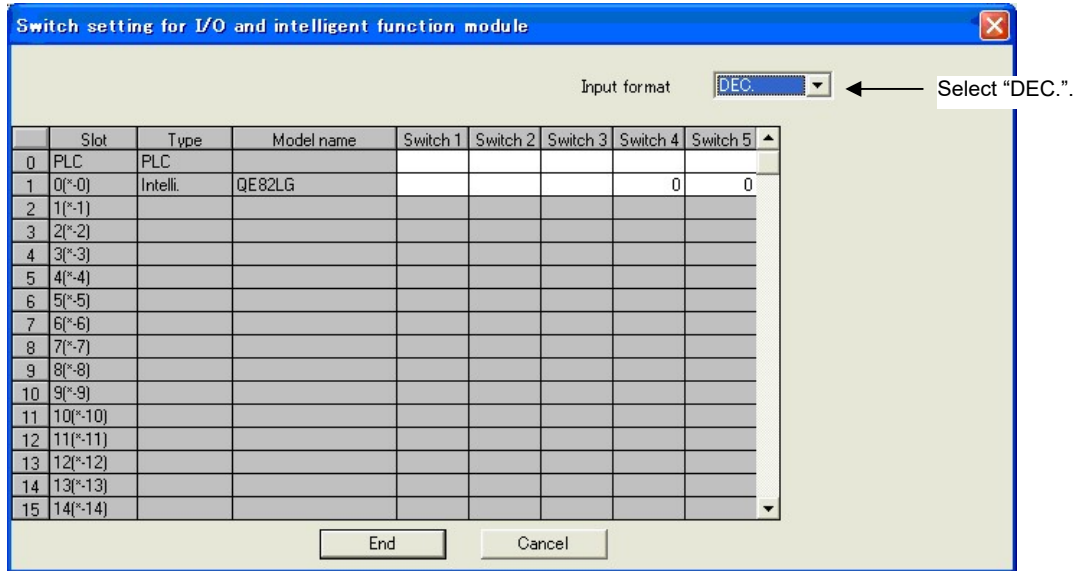 Switch setting for I/O and intelligent function module
Input format DEC. Select “DEC.”.
Slot Type Model name Switch 1 Switch 2 Switch 3 Switch 4 Switch 5
0 PLC PLC
1 0(*-0) Intelli. QE82LG 0 0
2 1(*-1)
3 2(*-2)
4 3(*-3)
5 4(*-4)
6 5(*-5)
7 6(*-6)
8 7(*-7)
9 8(*-8)
10 9(*-9)
11 10(*-10)
12 11(*-11)
13 12(*-12)
14 13(*-13)
15 14(*-14)
End Cancel